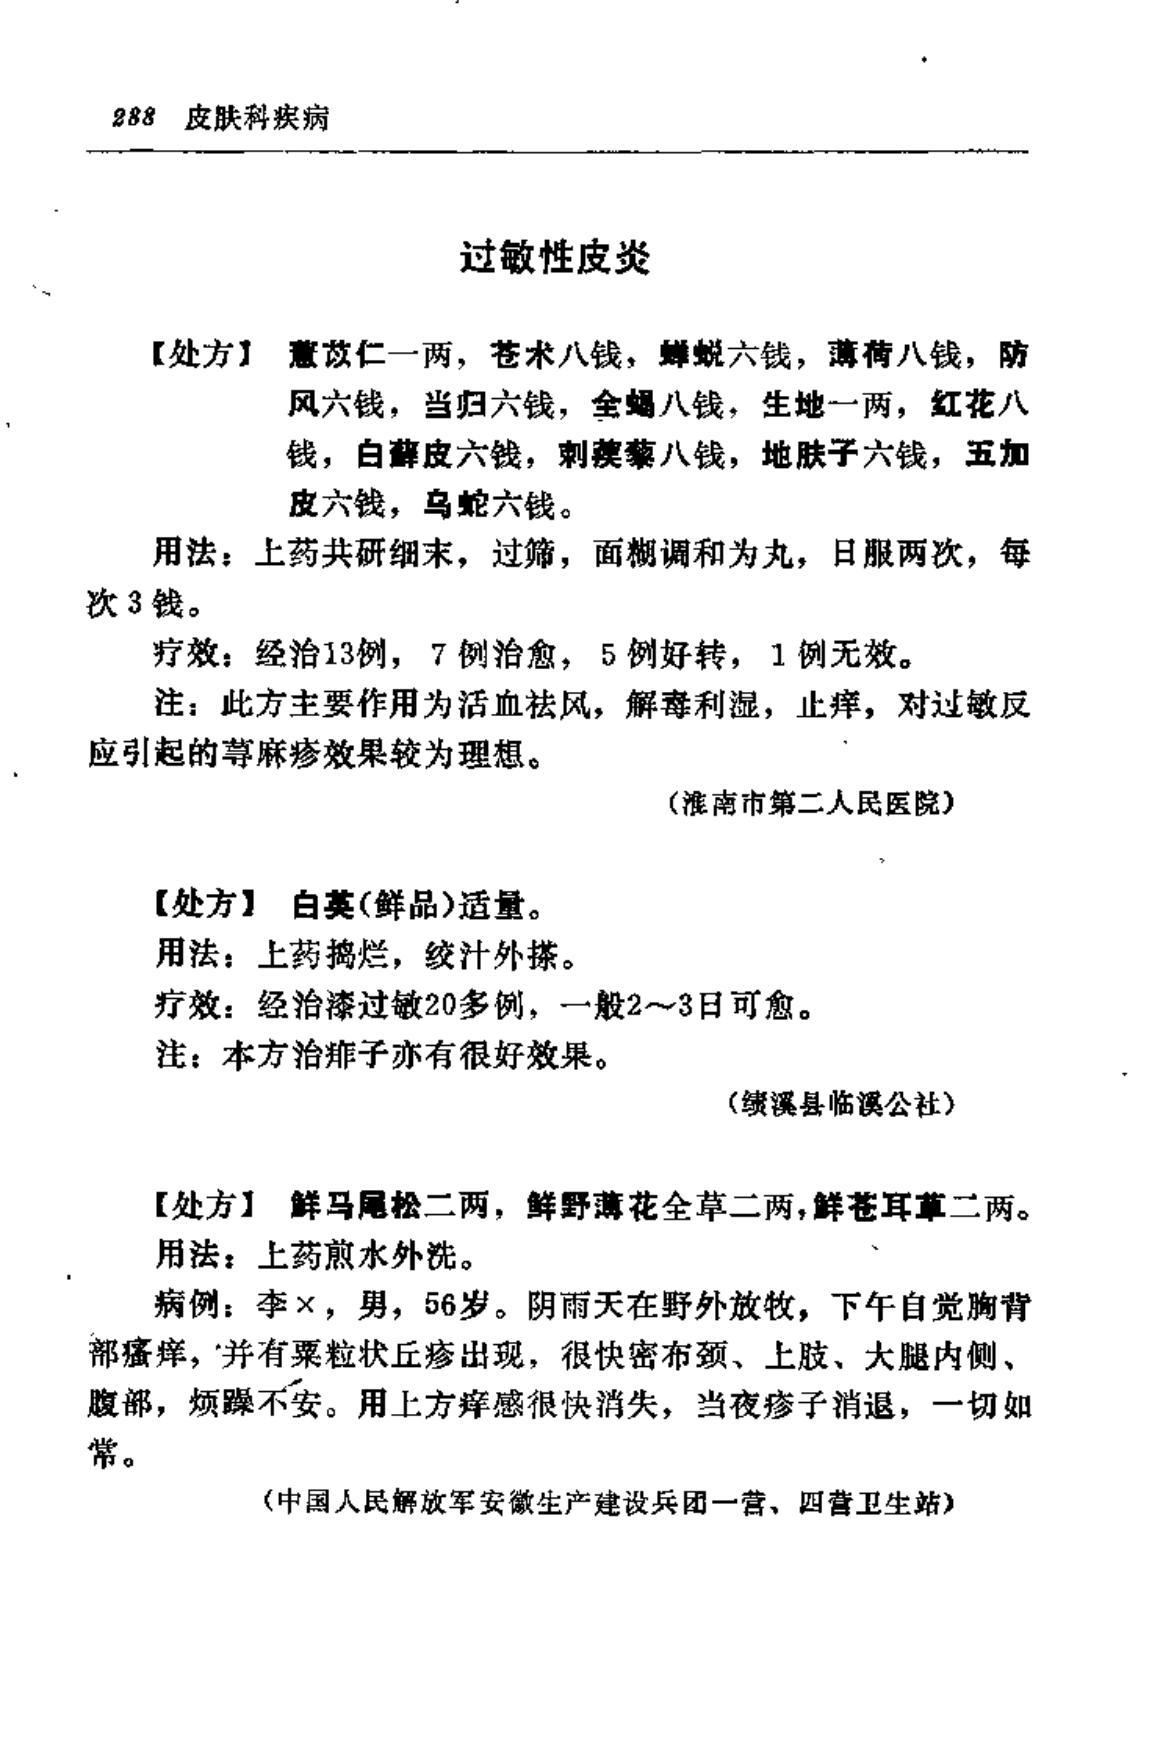 288 皮肤科疾病
过敏性皮炎
【处方】 薏苡仁一两，苍术八钱，蝉蜕六钱，薄荷八钱，防
风六钱，当归六钱，全蝎八钱，生地一两，红花八
钱，白藓皮六钱，刺蒺藜八钱，地肤子六钱，五加
皮六钱，乌蛇六钱。
用法：上药共研细末，过筛，面糊调和为丸，日服两次，每
次3钱。
疗效：经治13例，7例治愈，5例好转，1例无效。
注：此方主要作用为活血祛风，解毒利湿，止痒，对过敏反
应引起的荨麻疹效果较为理想。
（淮南市第二人民医院）
【处方】 白英（鲜品）适量。
用法：上药捣烂，绞汁外搽。
疗效：经治漆过敏20多例，一般2～3日可愈。
注：本方治痱子亦有很好效果。
（绩溪县临溪公社）
【处方】 鲜马尾松二两，鲜野薄花全草二两，鲜苍耳草二两。
用法：上药煎水外洗。
病例：李×，男，56岁。阴雨天在野外放牧，下午自觉胸背
部瘙痒，并有粟粒状丘疹出现，很快密布颈、上肢、大腿内侧、
腹部，烦躁不安。用上方痒感很快消失，当夜疹子消退，一切如
常。
（中国人民解放军安徽生产建设兵团一营、四营卫生站）